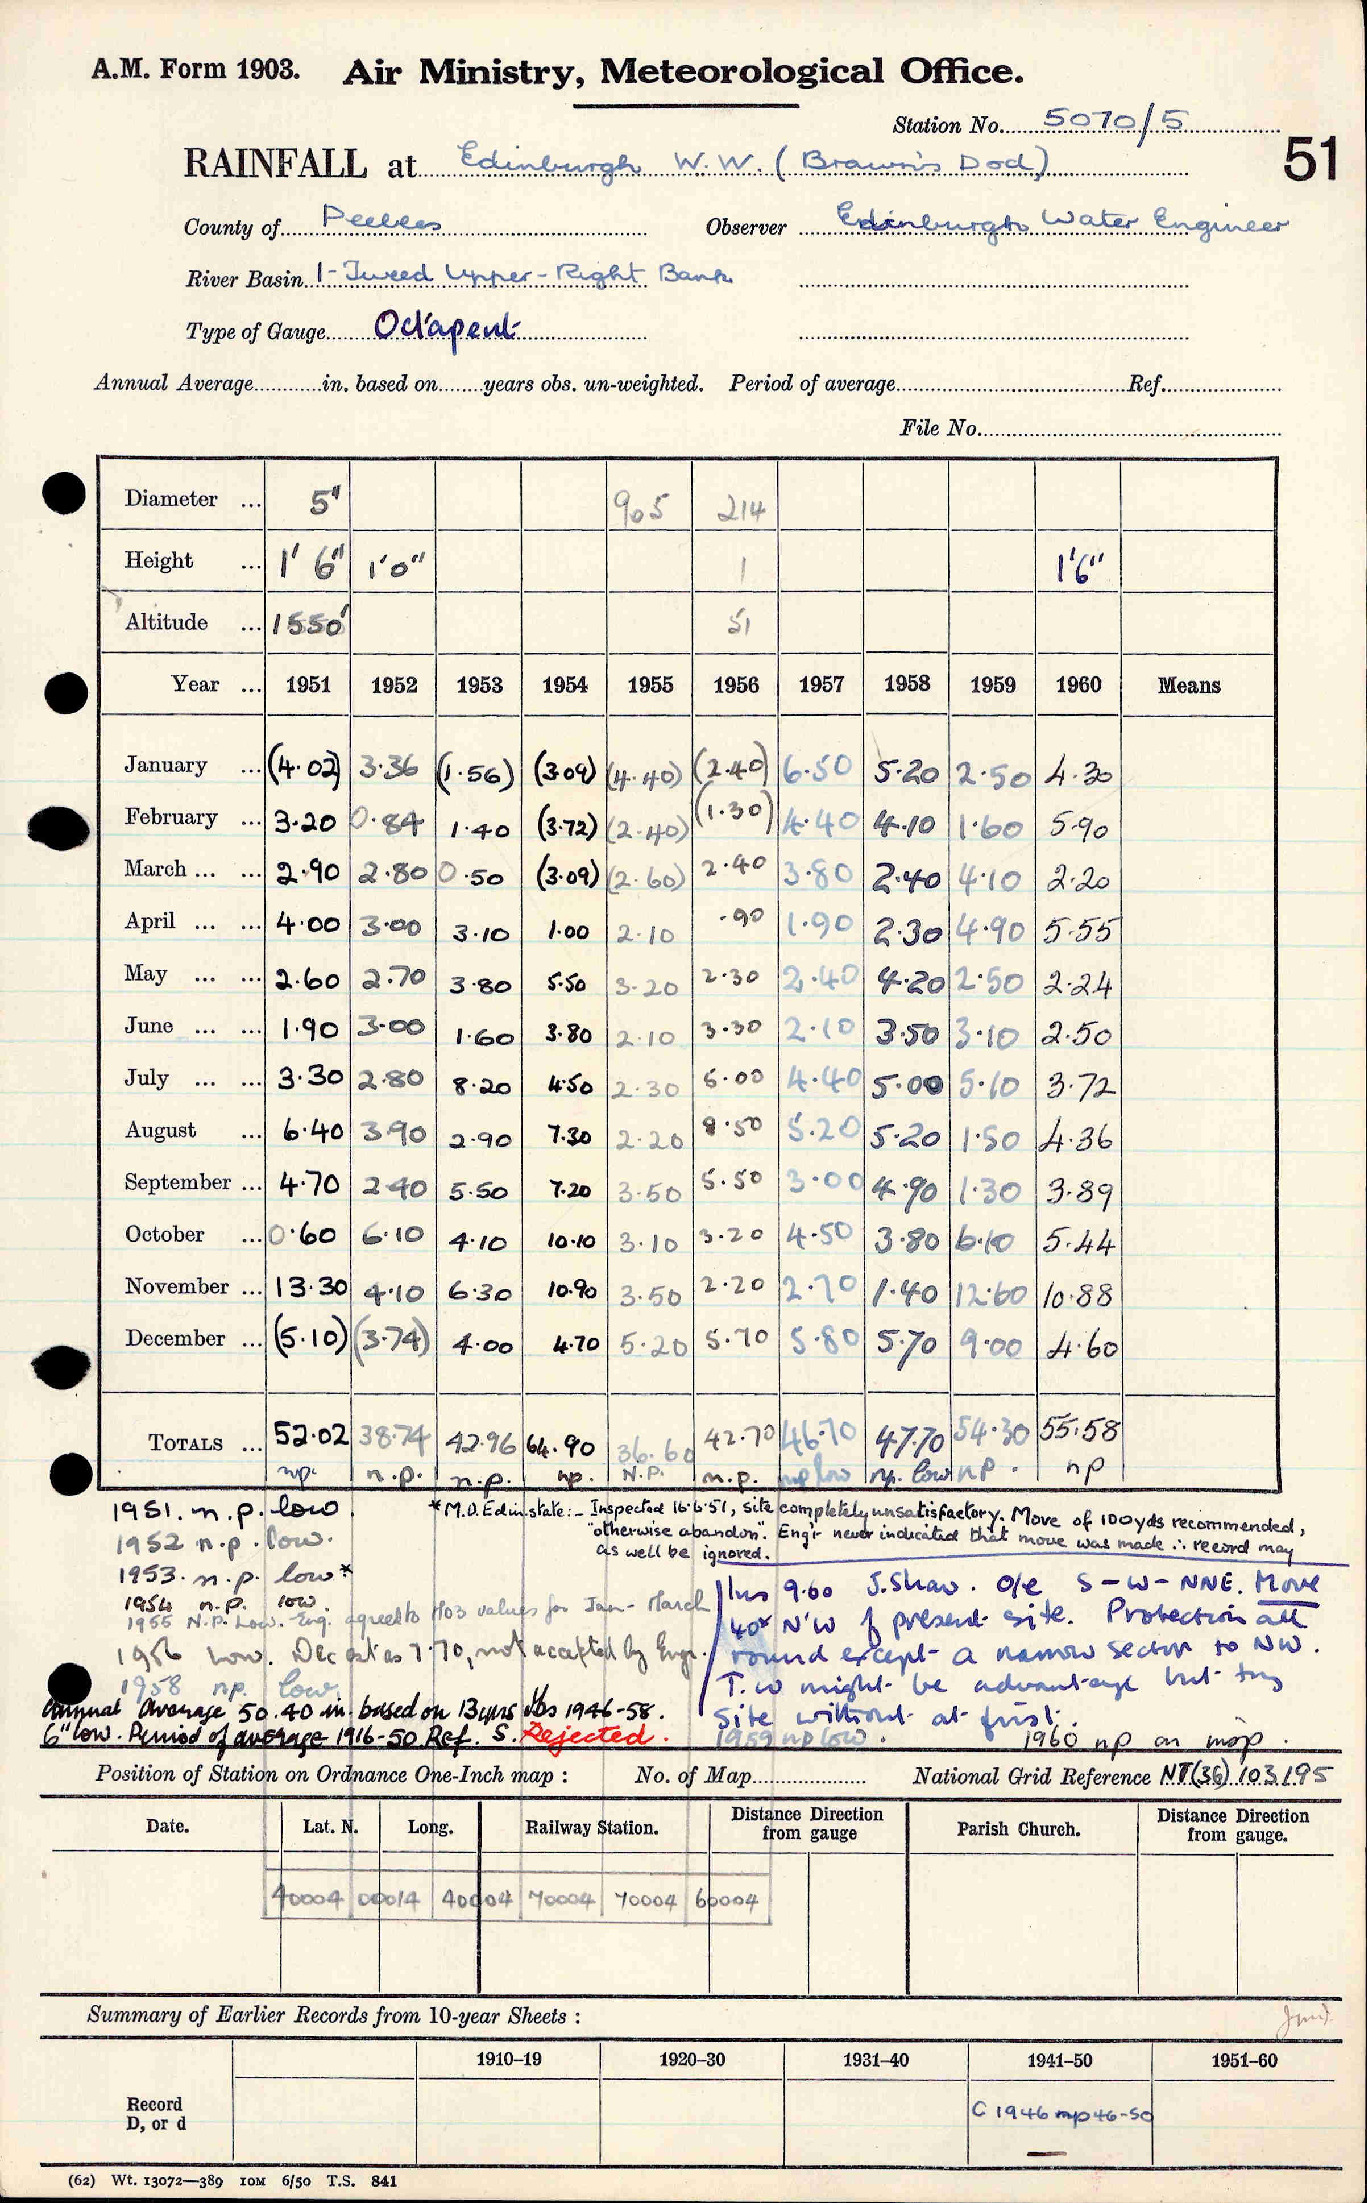 A.M. Form 1903. Air Ministry, Meteorological Office.
Station No. 5070/5
51
RAINFALL at Edinburgh W.W. (Brown's Dod)
County of Peebles Observer Edinburgh Water Engineer
River Basin 1-Tweed Upper-Right Bank
Type of Gauge Octapent
Annual Average in. based on years obs. un-weighted. Period of average Ref.
File No.
Diameter ... 5" 905 214
Height ... 1' 6" 1'0" 1 1'6"
Altitude ... 1550' 51
Year ... 1951 1952 1953 1954 1955 1956 1957 1958 1959 1960 Means
January ... (4.02) 3.36 (1.56) (3.09) (4.40) (2.40) 6.50 5.20 2.50 4.30
February ... 3.20 0.84 1.40 (3.72) (2.40) (1.30) 4.40 4.10 1.60 5.90
March ... ... 2.90 2.80 0.50 (3.09) (2.60) 2.40 3.80 2.40 4.10 2.20
April ... ... 4.00 3.00 3.10 1.00 2.10 .90 1.90 2.30 4.90 5.55
May ... ... 2.60 2.70 3.80 5.50 3.20 2.30 2.40 4.20 2.50 2.24
June ... ... 1.90 3.00 1.60 3.80 2.10 3.30 2.10 3.50 3.10 2.50
July ... ... 3.30 2.80 8.20 4.50 2.30 5.00 4.40 5.00 5.10 3.72
August ... 6.40 3.90 2.90 7.30 2.20 8.50 5.20 5.20 1.50 4.36
September ... 4.70 2.40 5.50 7.20 3.50 5.50 3.00 4.90 1.30 3.89
October ... 0.60 6.10 4.10 10.10 3.10 3.20 4.50 3.80 6.10 5.44
November ... 13.30 4.10 6.30 10.90 3.50 2.20 2.70 1.40 12.60 10.88
December ... (5.10) (3.74) 4.00 4.70 5.20 5.70 5.80 5.70 9.00 4.60
TOTALS ... 52.02 38.74 42.96 64.90 36.60 42.70 46.70 47.70 54.30 55.58
n.p. n.p. n.p. n.p. N.P. n.p. np low np. low np. np
1951. n.p. low
1952 n.p. low.
1953. n.p. low*
1954 n.p. low.
1955 N.P. Low. Eng. agreed to Mo3 values for Jan - March
1956 Low. Dec est as 7.70, not accepted by Engr.
1958 np. low
Annual Average 50.40 in. based on 13 yrs obs 1946-58.
6" low. Period of average 1916-50 Ref. S. Rejected.
*M.O. Edin. state:- Inspected 16.6.51, site completely unsatisfactory. Move of 100yds recommended,
"otherwise abandon". Eng'r never indicated that move was made ∴ record may
as well be ignored.
Ins 9.60 J. Shaw. o/e S-W-NNE. Move
40x N'W of present site. Protection all
round except a narrow sector to NW.
T.W might be advantage but try
site without at first.
1959 np low.
1960 np on map.
Position of Station on Ordnance One-Inch map : No. of Map National Grid Reference NT(36) 103195
Date. Lat. N. Long. Railway Station. Distance Direction from gauge Parish Church. Distance Direction from gauge.
40004 00014 40004 70004 70004 60004
Summary of Earlier Records from 10-year Sheets :
1910–19 1920–30 1931–40 1941–50 1951–60
Record
D, or d
C 1946 mp 46-50
(62) Wt. 13072—389 10M 6/50 T.S. 841